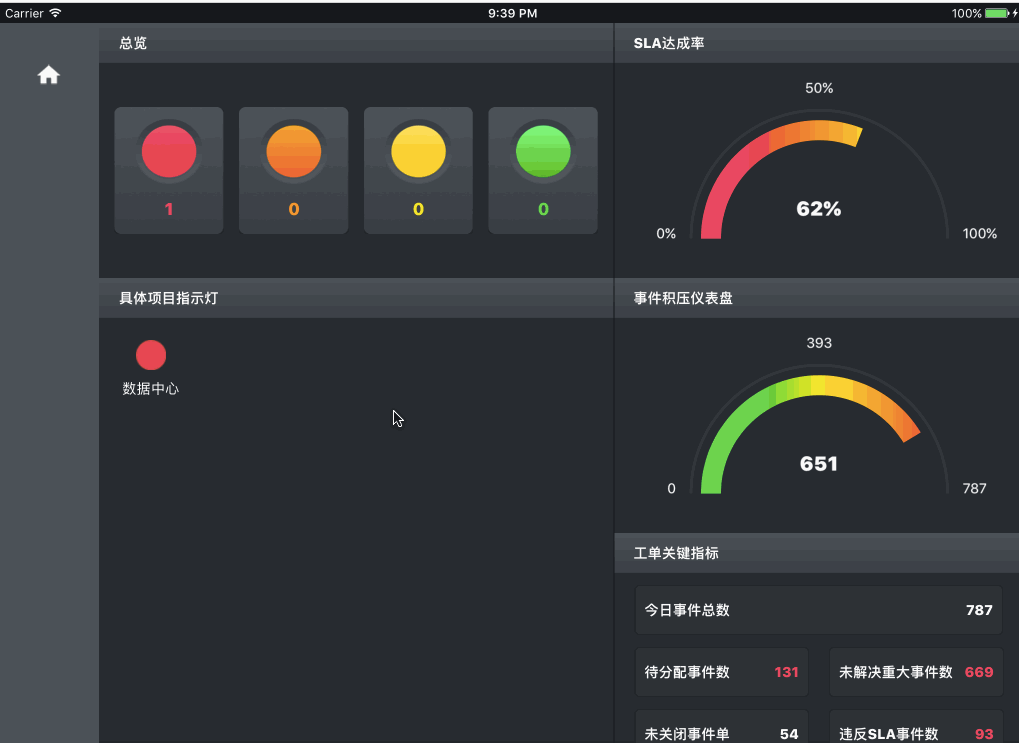 Carrier
9:39 PM
100%
总览
1
0
0
0
具体项目指示灯
数据中心
SLA达成率
50%
62%
0%
100%
事件积压仪表盘
393
651
0
787
工单关键指标
今日事件总数 787
待分配事件数 131
未解决重大事件数 669
未关闭事件单 54
违反SLA事件数 93